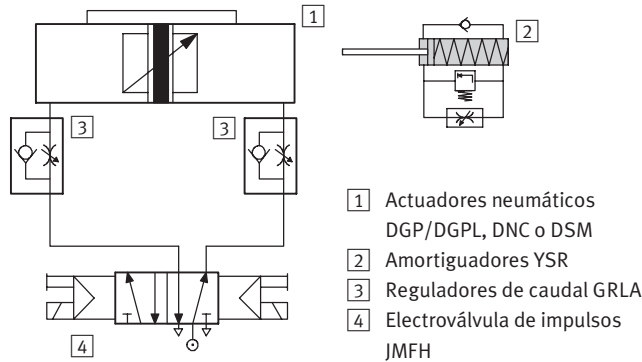 1
2
3
3
4
1 Actuadores neumáticos
DGP/DGPL, DNC o DSM
2 Amortiguadores YSR
3 Reguladores de caudal GRLA
4 Electroválvula de impulsos
JMFH